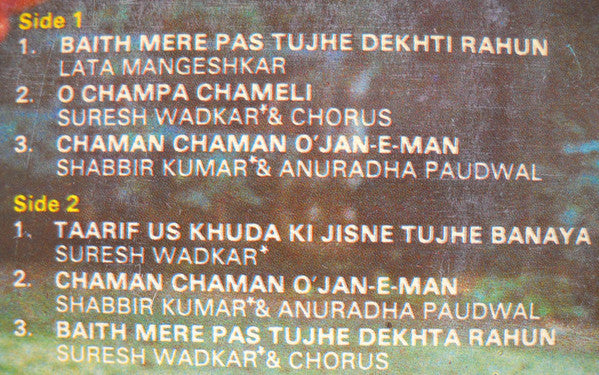 Side 1
1. BAITH MERE PAS TUJHE DEKHTI RAHUN
LATA MANGESHKAR
2. O CHAMPA CHAMELI
SURESH WADKAR*& CHORUS
3. CHAMAN CHAMAN O'JAN-E-MAN
SHABBIR KUMAR*& ANURADHA PAUDWAL
Side 2
1. TAARIF US KHUDA KI JISNE TUJHE BANAYA
SURESH WADKAR*
2. CHAMAN CHAMAN O'JAN-E-MAN
SHABBIR KUMAR*& ANURADHA PAUDWAL
3. BAITH MERE PAS TUJHE DEKHTA RAHUN
SURESH WADKAR*& CHORUS